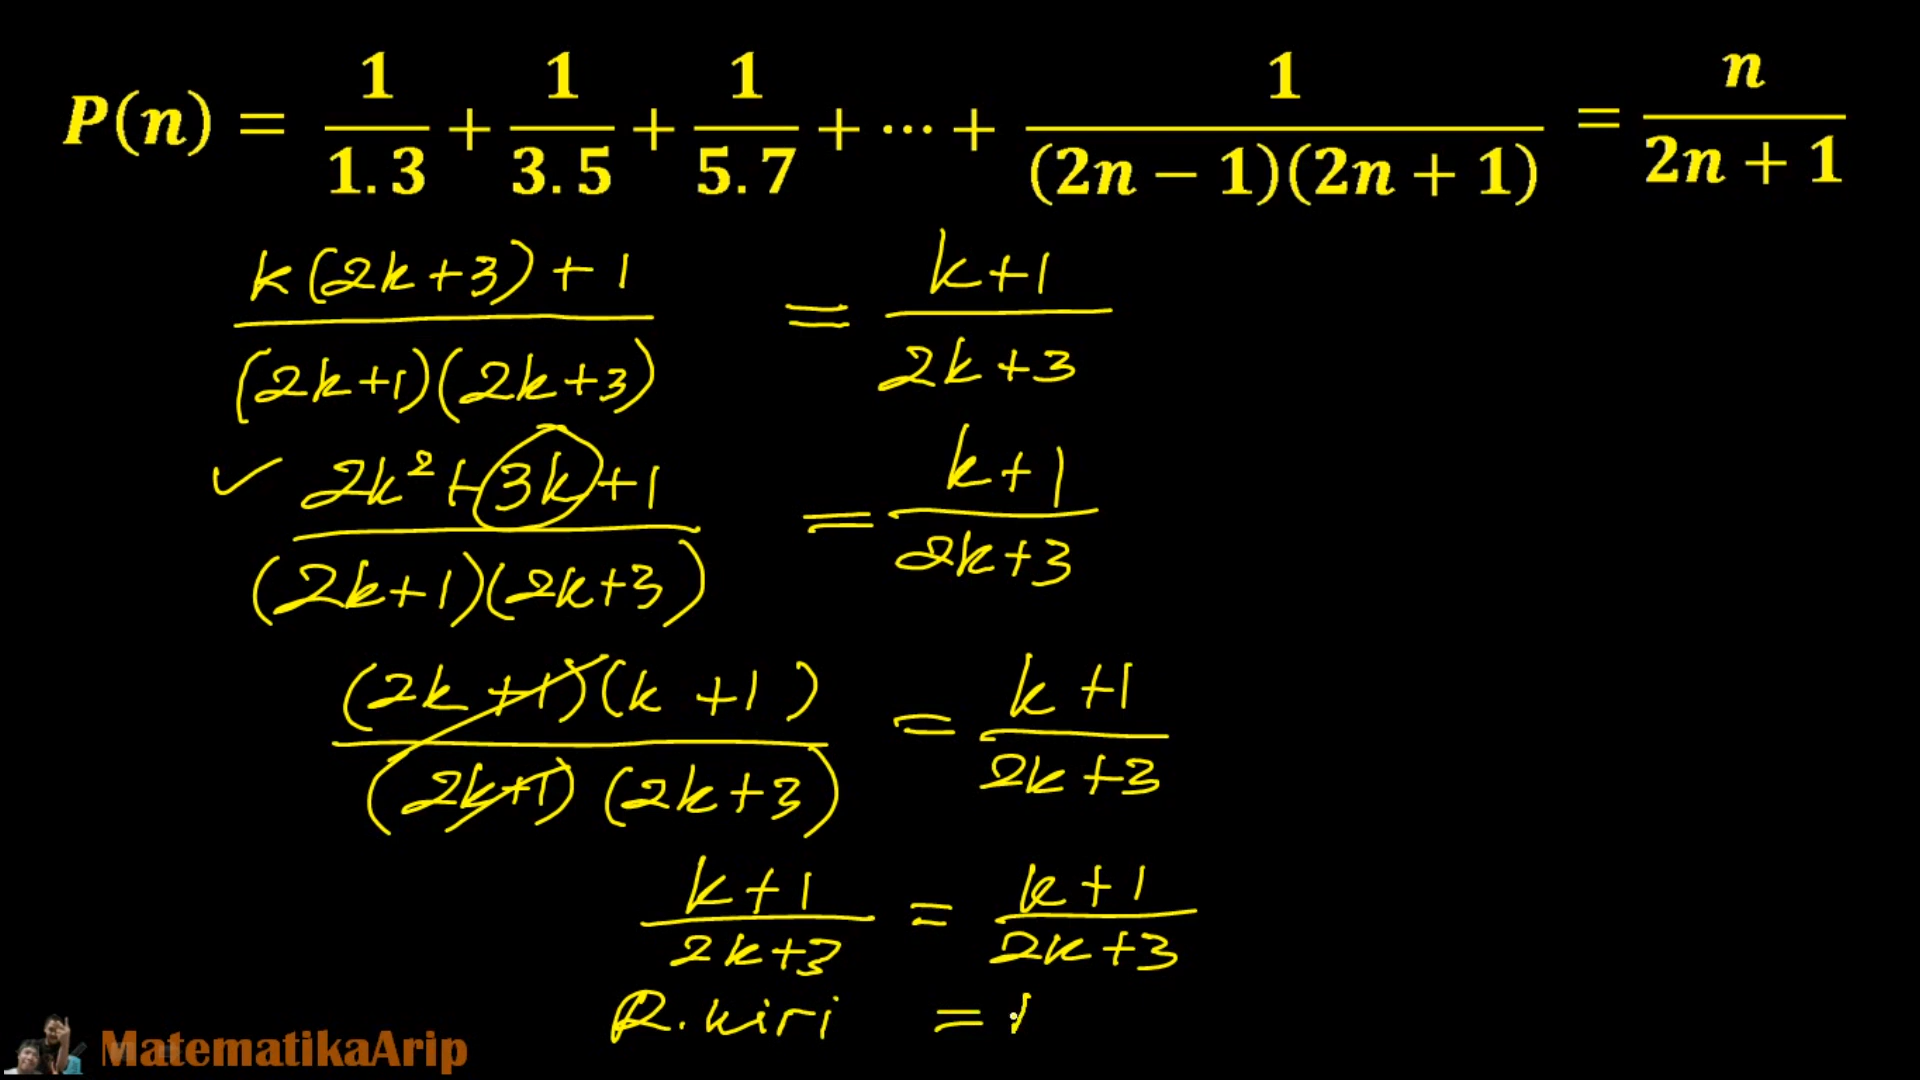 P(n) = 1/1.3 + 1/3.5 + 1/5.7 + ⋯ + 1/(2n − 1)(2n + 1) = n/2n + 1
k(2k+3)+1/(2k+1)(2k+3) = k+1/2k+3
✓ 2k²+3k+1/(2k+1)(2k+3) = k+1/2k+3
(2k+1)(k+1)/(2k+1)(2k+3) = k+1/2k+3
k+1/2k+3 = k+1/2k+3
R. kiri =
MatematikaArip